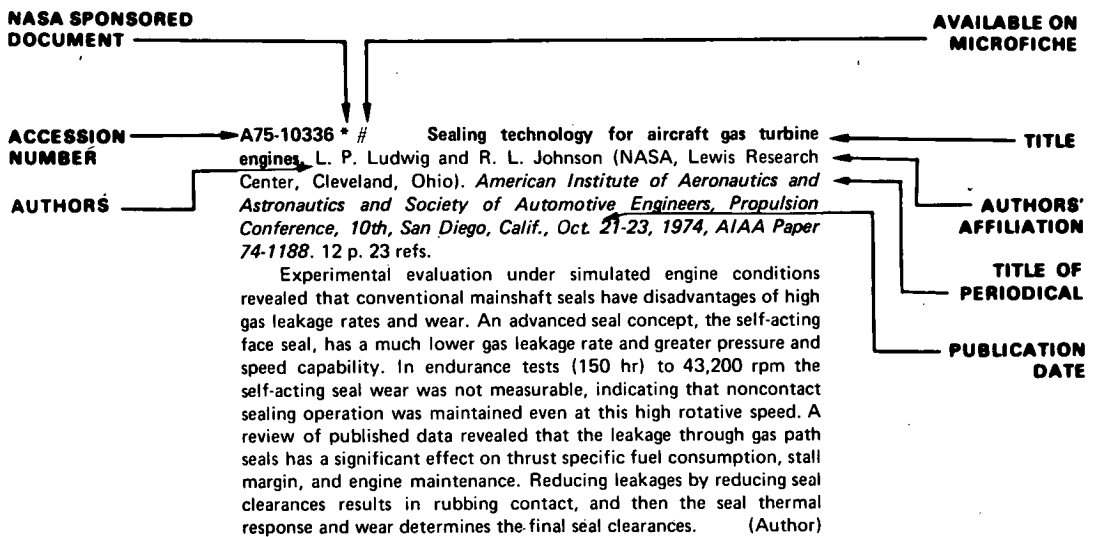 NASA SPONSORED
DOCUMENT
AVAILABLE ON
MICROFICHE
ACCESSION
NUMBER
AUTHORS
A75-10336 * # Sealing technology for aircraft gas turbine
engines. L. P. Ludwig and R. L. Johnson (NASA, Lewis Research
Center, Cleveland, Ohio). American Institute of Aeronautics and
Astronautics and Society of Automotive Engineers, Propulsion
Conference, 10th, San Diego, Calif., Oct. 21-23, 1974, AIAA Paper
74-1188. 12 p. 23 refs.
Experimental evaluation under simulated engine conditions
revealed that conventional mainshaft seals have disadvantages of high
gas leakage rates and wear. An advanced seal concept, the self-acting
face seal, has a much lower gas leakage rate and greater pressure and
speed capability. In endurance tests (150 hr) to 43,200 rpm the
self-acting seal wear was not measurable, indicating that noncontact
sealing operation was maintained even at this high rotative speed. A
review of published data revealed that the leakage through gas path
seals has a significant effect on thrust specific fuel consumption, stall
margin, and engine maintenance. Reducing leakages by reducing seal
clearances results in rubbing contact, and then the seal thermal
response and wear determines the final seal clearances. (Author)
TITLE
AUTHORS'
AFFILIATION
TITLE OF
PERIODICAL
PUBLICATION
DATE